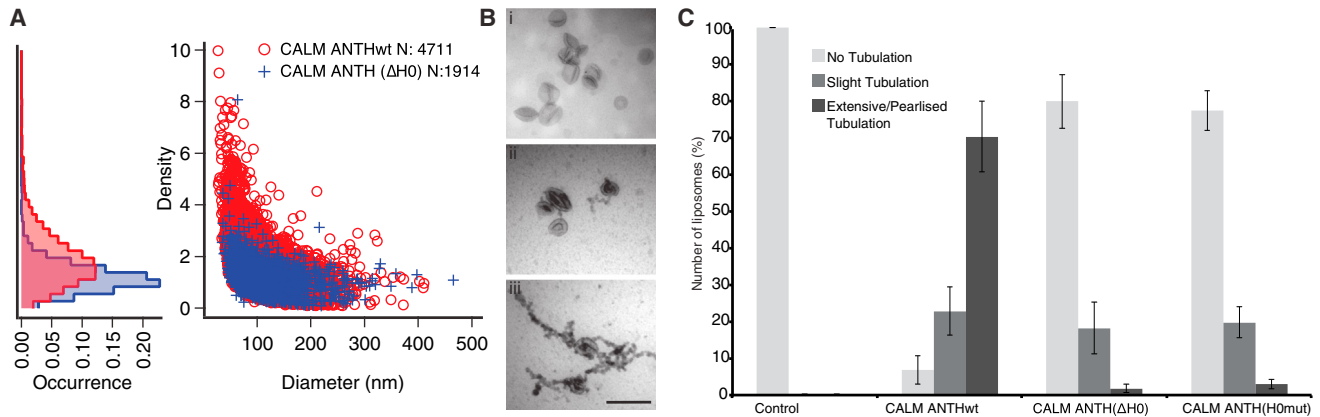 A
10
8
6
4
2
0
Density
0.00
0.05
0.10
0.15
0.20
Occurrence
CALM ANTHwt N: 4711
CALM ANTH (ΔH0) N:1914
100
200
300
400
500
Diameter (nm)
B
i
ii
iii
C
100
90
80
70
60
50
40
30
20
10
0
Number of liposomes (%)
No Tubulation
Slight Tubulation
Extensive/Pearlised
Tubulation
Control
CALM ANTHwt
CALM ANTH(ΔH0)
CALM ANTH(H0mut)